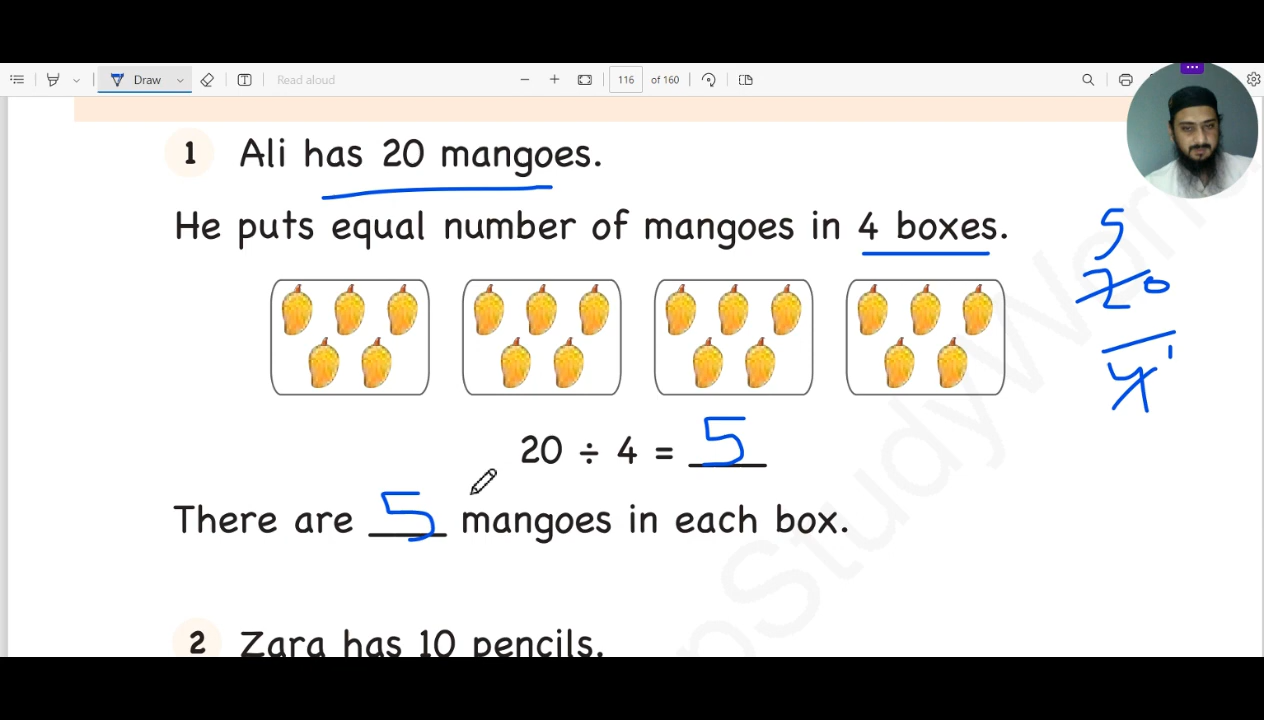 Draw
Read aloud
116 of 160
1 Ali has 20 mangoes.
He puts equal number of mangoes in 4 boxes.
5
20
4 1
20 ÷ 4 = 5
There are 5 mangoes in each box.
2 Zara has 10 pencils.